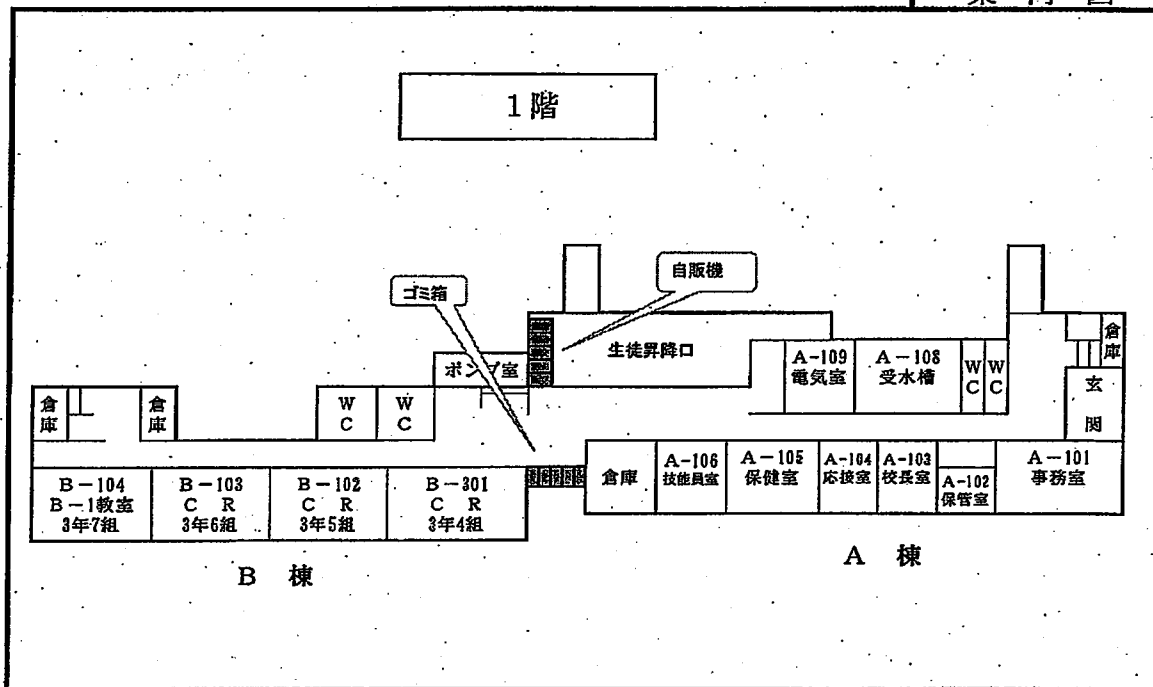 1階
自販機
ゴミ箱
生徒昇降口
ポンプ室
A-109
電気室
A-108
受水槽
WC
WC
倉庫
玄関
倉庫
倉庫
WC
WC
B-104
B-1教室
3年7組
B-103
C R
3年6組
B-102
C R
3年5組
B-301
C R
3年4組
倉庫
A-106
技能員室
A-105
保健室
A-104
応接室
A-103
校長室
A-102
保管室
A-101
事務室
B 棟
A 棟